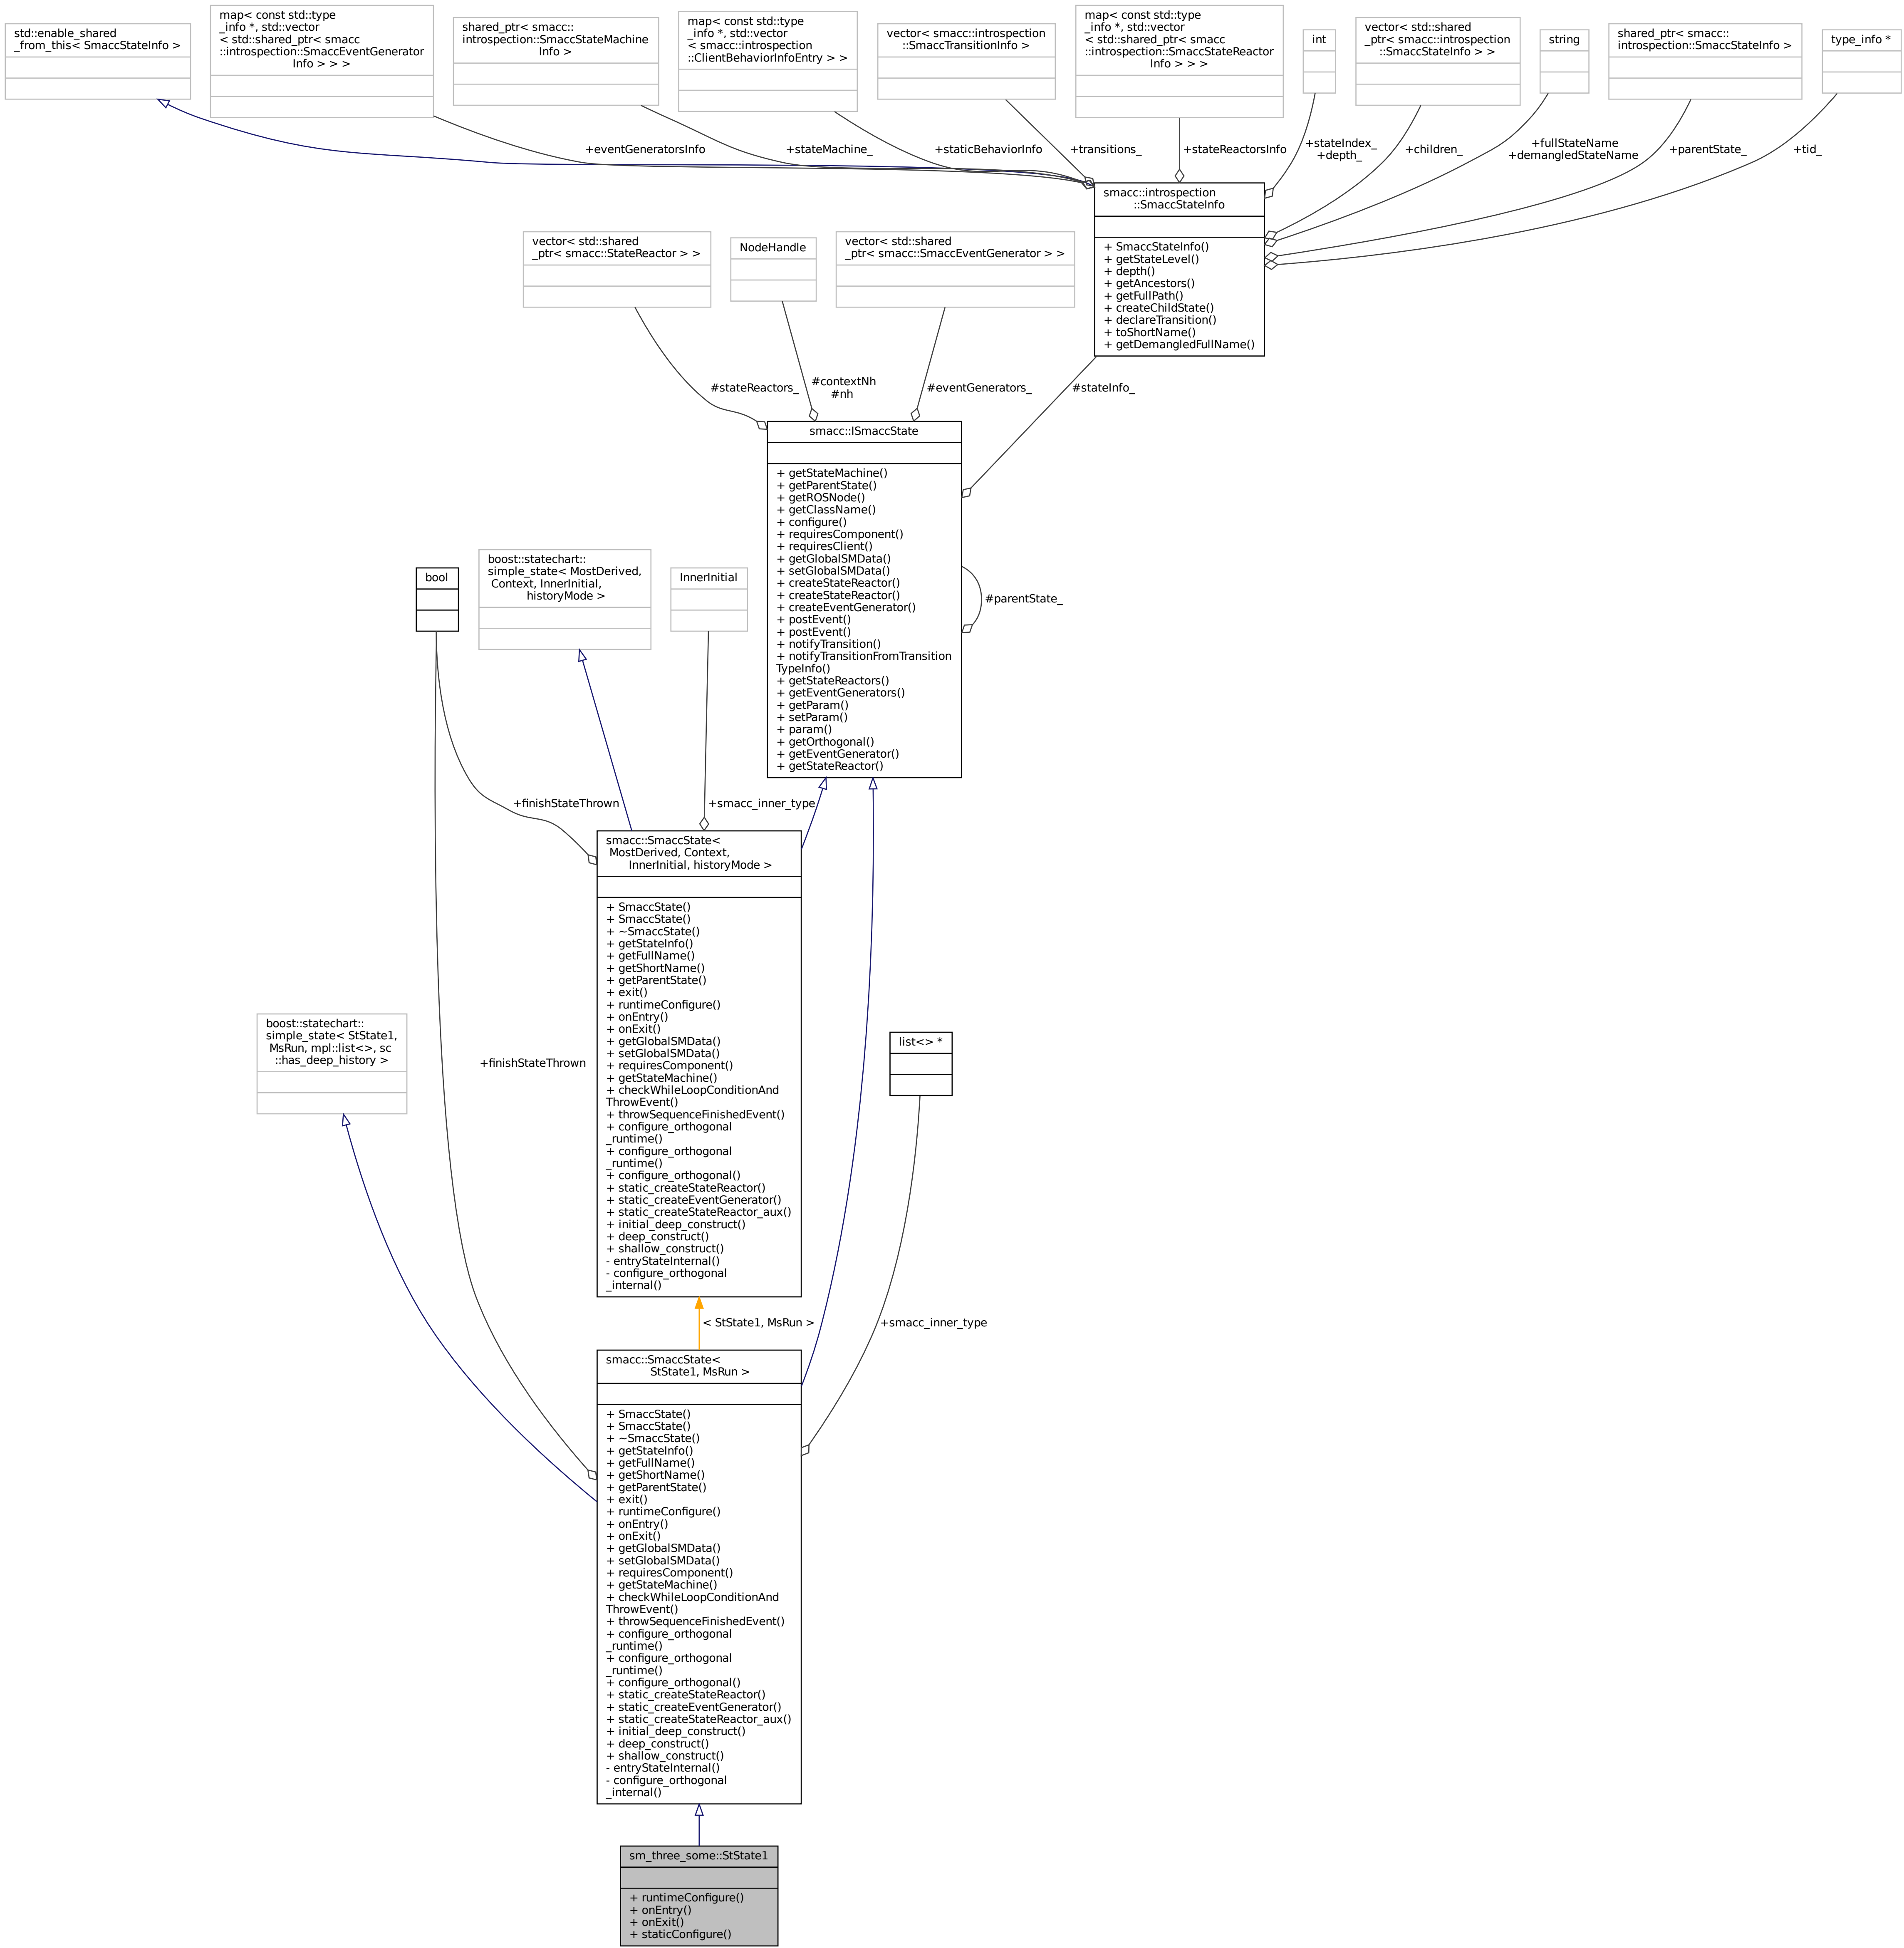 std::enable_shared
_from_this< SmaccStateInfo >
map< const std::type
_info *, std::vector
< std::shared_ptr< smacc
::introspection::SmaccEventGenerator
Info > > >
shared_ptr< smacc::
introspection::SmaccStateMachine
Info >
map< const std::type
_info *, std::vector
< smacc::introspection
::ClientBehaviorInfoEntry > >
vector< smacc::introspection
::SmaccTransitionInfo >
map< const std::type
_info *, std::vector
< std::shared_ptr< smacc
::introspection::SmaccStateReactor
Info > > >
int
vector< std::shared
_ptr< smacc::introspection
::SmaccStateInfo > >
string
shared_ptr< smacc::
introspection::SmaccStateInfo >
type_info *
+eventGeneratorsInfo
+stateMachine_
+staticBehaviorInfo
+transitions_
+stateReactorsInfo
+stateIndex_
+depth_
+children_
+fullStateName
+demangledStateName
+parentState_
+tid_
smacc::introspection
::SmaccStateInfo
+ SmaccStateInfo()
+ getStateLevel()
+ depth()
+ getAncestors()
+ getFullPath()
+ createChildState()
+ declareTransition()
+ toShortName()
+ getDemangledFullName()
vector< std::shared
_ptr< smacc::StateReactor > >
NodeHandle
vector< std::shared
_ptr< smacc::SmaccEventGenerator > >
#stateReactors_
#contextNh
#nh
#eventGenerators_
#stateInfo_
smacc::ISmaccState
+ getStateMachine()
+ getParentState()
+ getROSNode()
+ getClassName()
+ configure()
+ requiresComponent()
+ requiresClient()
+ getGlobalSMData()
+ setGlobalSMData()
+ createStateReactor()
+ createStateReactor()
+ createEventGenerator()
+ postEvent()
+ postEvent()
+ notifyTransition()
+ notifyTransitionFromTransition
TypeInfo()
+ getStateReactors()
+ getEventGenerators()
+ getParam()
+ setParam()
+ param()
+ getOrthogonal()
+ getEventGenerator()
+ getStateReactor()
#parentState_
bool
boost::statechart::
simple_state< MostDerived,
Context, InnerInitial,
historyMode >
InnerInitial
+finishStateThrown
+smacc_inner_type
smacc::SmaccState<
MostDerived, Context,
InnerInitial, historyMode >
+ SmaccState()
+ SmaccState()
+ ~SmaccState()
+ getStateInfo()
+ getFullName()
+ getShortName()
+ getParentState()
+ exit()
+ runtimeConfigure()
+ onEntry()
+ onExit()
+ getGlobalSMData()
+ setGlobalSMData()
+ requiresComponent()
+ getStateMachine()
+ checkWhileLoopConditionAnd
ThrowEvent()
+ throwSequenceFinishedEvent()
+ configure_orthogonal
_runtime()
+ configure_orthogonal
_runtime()
+ configure_orthogonal()
+ static_createStateReactor()
+ static_createEventGenerator()
+ static_createStateReactor_aux()
+ initial_deep_construct()
+ deep_construct()
+ shallow_construct()
- entryStateInternal()
- configure_orthogonal
_internal()
boost::statechart::
simple_state< StState1,
MsRun, mpl::list<>, sc
::has_deep_history >
+finishStateThrown
list<> *
< StState1, MsRun >
+smacc_inner_type
smacc::SmaccState<
StState1, MsRun >
+ SmaccState()
+ SmaccState()
+ ~SmaccState()
+ getStateInfo()
+ getFullName()
+ getShortName()
+ getParentState()
+ exit()
+ runtimeConfigure()
+ onEntry()
+ onExit()
+ getGlobalSMData()
+ setGlobalSMData()
+ requiresComponent()
+ getStateMachine()
+ checkWhileLoopConditionAnd
ThrowEvent()
+ throwSequenceFinishedEvent()
+ configure_orthogonal
_runtime()
+ configure_orthogonal
_runtime()
+ configure_orthogonal()
+ static_createStateReactor()
+ static_createEventGenerator()
+ static_createStateReactor_aux()
+ initial_deep_construct()
+ deep_construct()
+ shallow_construct()
- entryStateInternal()
- configure_orthogonal
_internal()
sm_three_some::StState1
+ runtimeConfigure()
+ onEntry()
+ onExit()
+ staticConfigure()